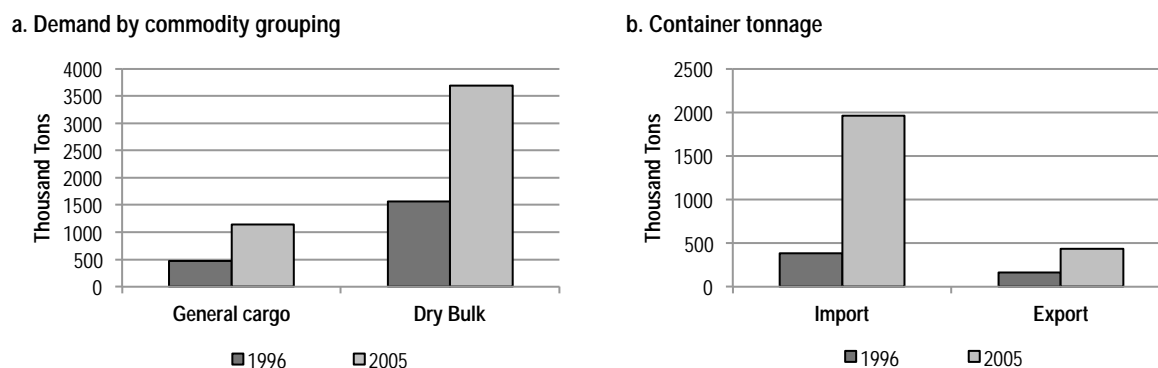 a. Demand by commodity grouping
Thousand Tons
4000
3500
3000
2500
2000
1500
1000
500
0
General cargo Dry Bulk
1996 2005
b. Container tonnage
Thousand Tons
2500
2000
1500
1000
500
0
Import Export
1996 2005